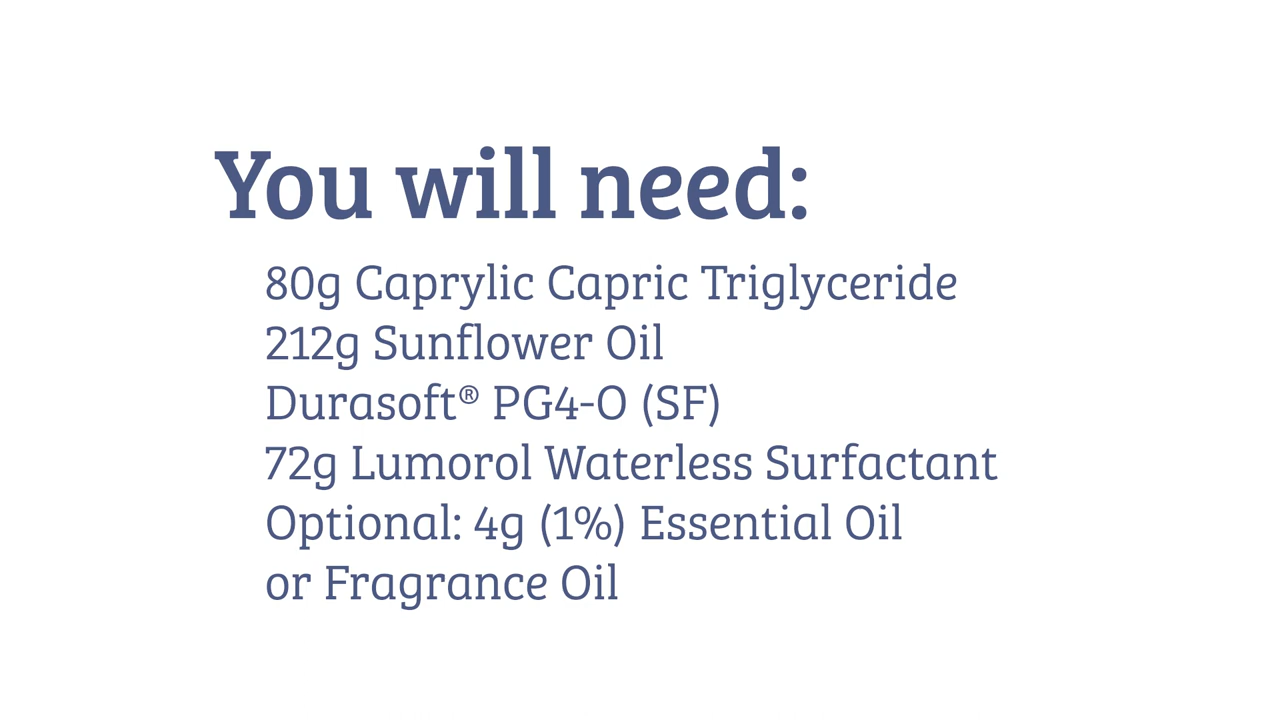 You will need:
80g Caprylic Capric Triglyceride
212g Sunflower Oil
Durasoft® PG4-O (SF)
72g Lumorol Waterless Surfactant
Optional: 4g (1%) Essential Oil
or Fragrance Oil